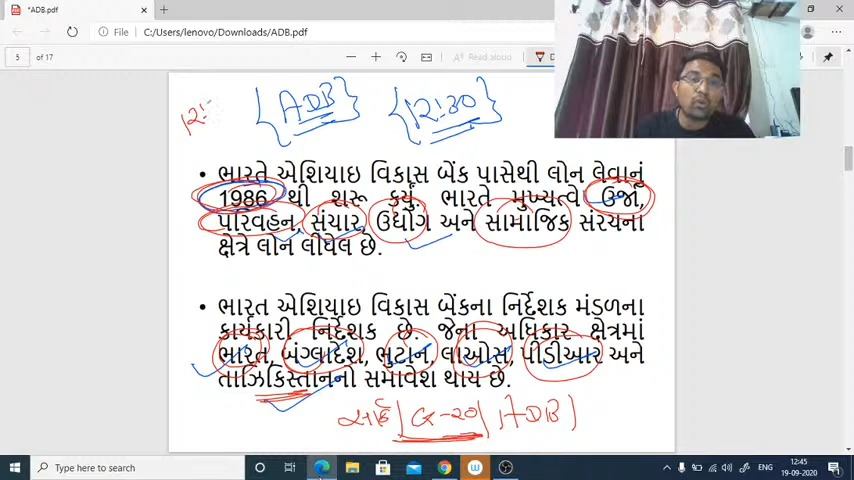 *ADB.pdf
File | C:/Users/lenovo/Downloads/ADB.pdf
5 of 17 Read aloud
{ADB} {12:30}
12:
• ભારતે એશિયાઇ વિકાસ બેંક પાસેથી લોન લેવાનું
1986 થી શરૂ કર્યું. ભારતે મુખ્યત્વે ઉર્જા,
પરિવહન, સંચાર, ઉદ્યોગ અને સામાજિક સંરચના
ક્ષેત્રે લોન લીધેલ છે.
• ભારત એશિયાઇ વિકાસ બેંકના નિર્દેશક મંડળના
કાર્યકારી નિર્દેશક છે. જેના અધિકાર ક્ષેત્રમાં
ભારત, બંગ્લાદેશ, ભુટાન, લાઓસ, પીડીઆર અને
તાઝિકિસ્તાનનો સમાવેશ થાય છે.
| G-20 | ADB |
Type here to search
ENG 12:45
19-09-2020